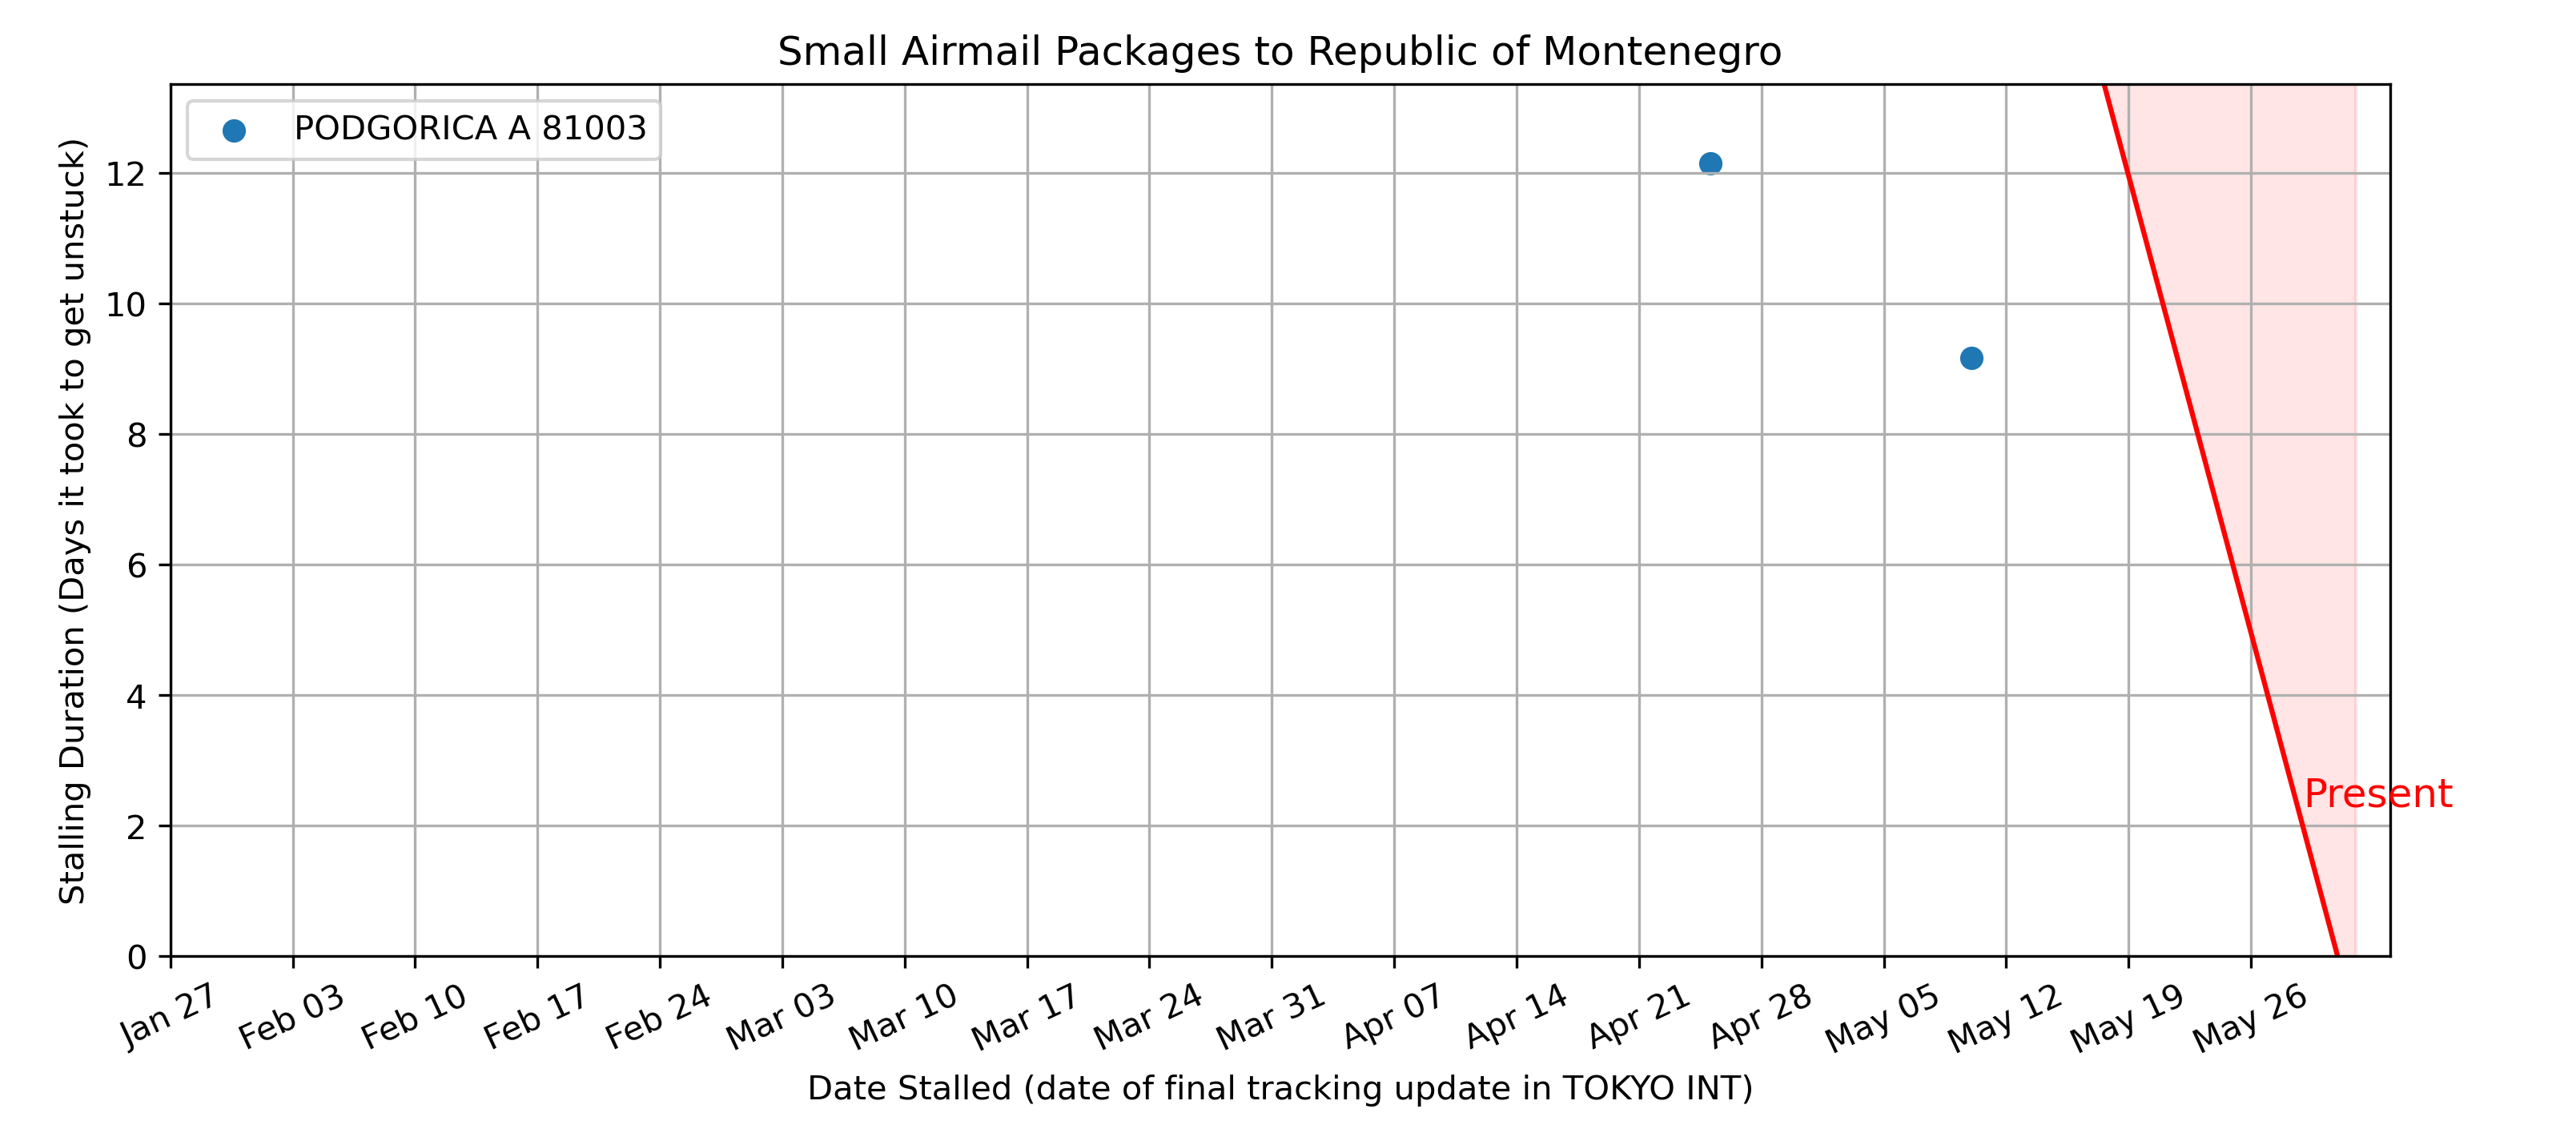 Small Airmail Packages to Republic of Montenegro
PODGORICA A 81003
Stalling Duration (Days it took to get unstuck)
12
10
8
6
4
2
0
Present
Jan 27
Feb 03
Feb 10
Feb 17
Feb 24
Mar 03
Mar 10
Mar 17
Mar 24
Mar 31
Apr 07
Apr 14
Apr 21
Apr 28
May 05
May 12
May 19
May 26
Date Stalled (date of final tracking update in TOKYO INT)